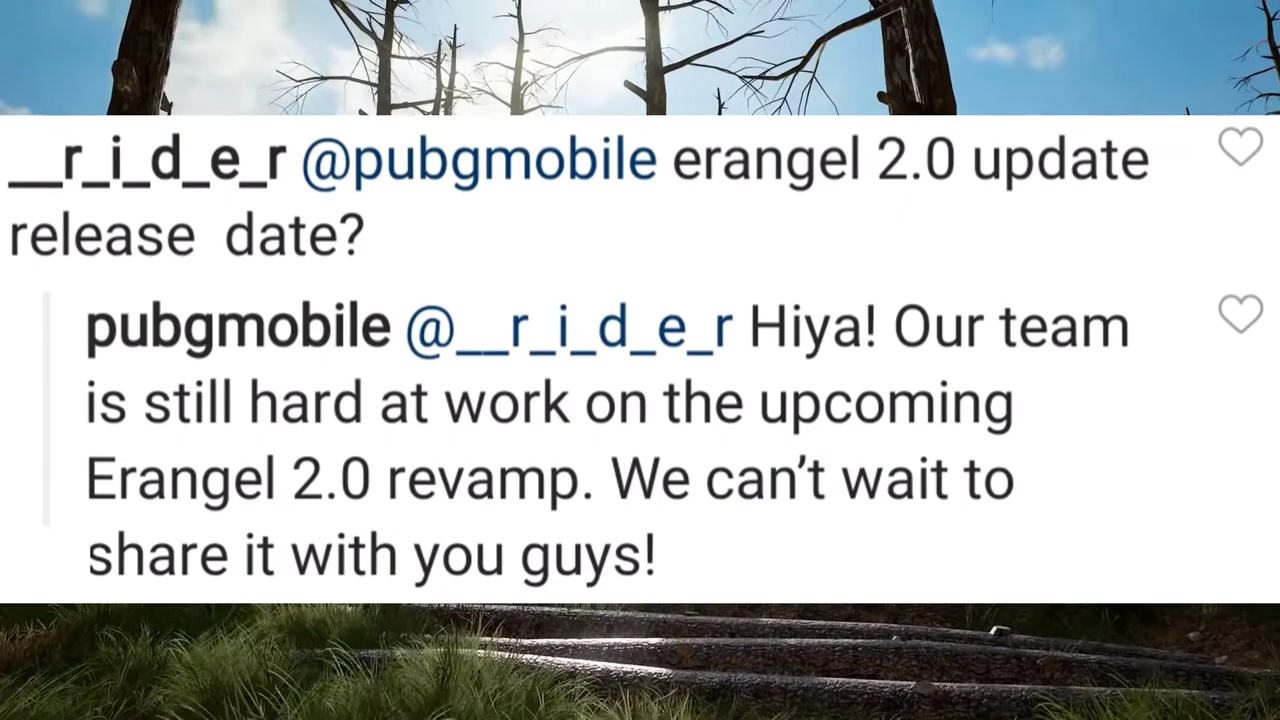 __r_i_d_e_r @pubgmobile erangel 2.0 update
release date?
pubgmobile @__r_i_d_e_r Hiya! Our team
is still hard at work on the upcoming
Erangel 2.0 revamp. We can't wait to
share it with you guys!